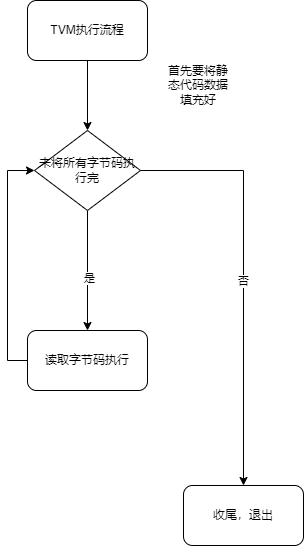 TVM执行流程
首先要将静
态代码数据
填充好
未将所有字节码执
行完
是
否
读取字节码执行
收尾，退出